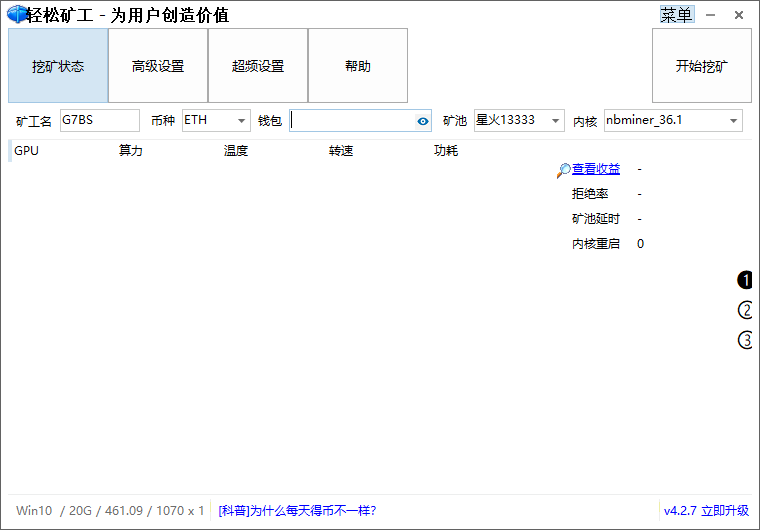 轻松矿工 - 为用户创造价值 菜单
挖矿状态 高级设置 超频设置 帮助 开始挖矿
矿工名 G7BS 币种 ETH 钱包 矿池 星火13333 内核 nbminer_36.1
GPU 算力 温度 转速 功耗
查看收益 -
拒绝率 -
矿池延时 -
内核重启 0
❶
②
③
Win10 / 20G / 461.09 / 1070 x 1 [科普]为什么每天得币不一样? v4.2.7 立即升级